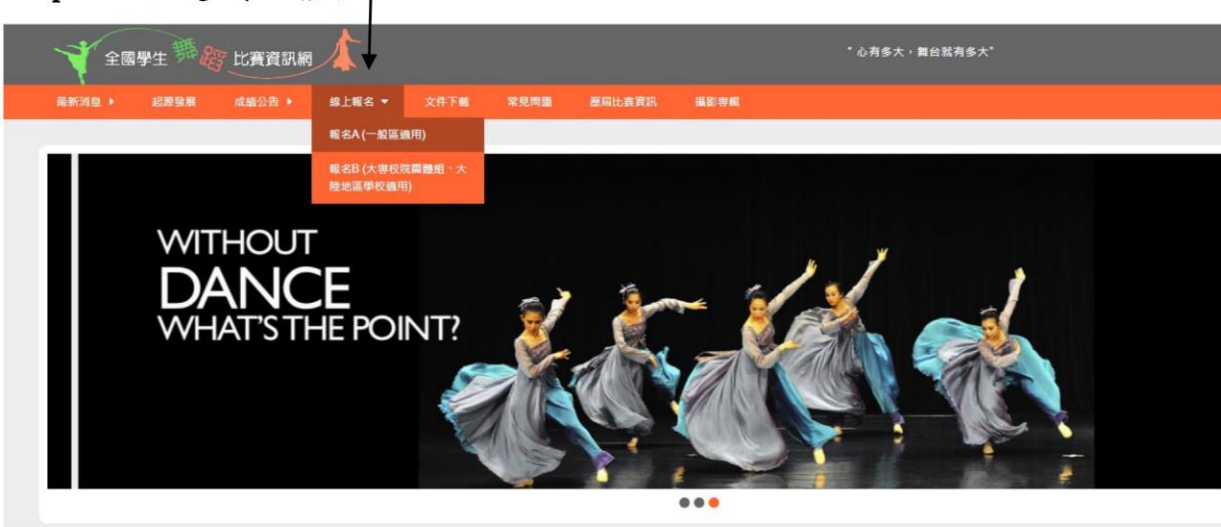 全國學生 舞蹈 比賽資訊網
“ 心有多大,舞台就有多大”
最新消息 起源發展 成績公告 線上報名 文件下載 常見問題 歷屆比賽資訊 攝影專輯
報名A (一般區適用)
報名B (大專校院團體組、大
陸地區學校適用)
WITHOUT
DANCE
WHAT'S THE POINT?